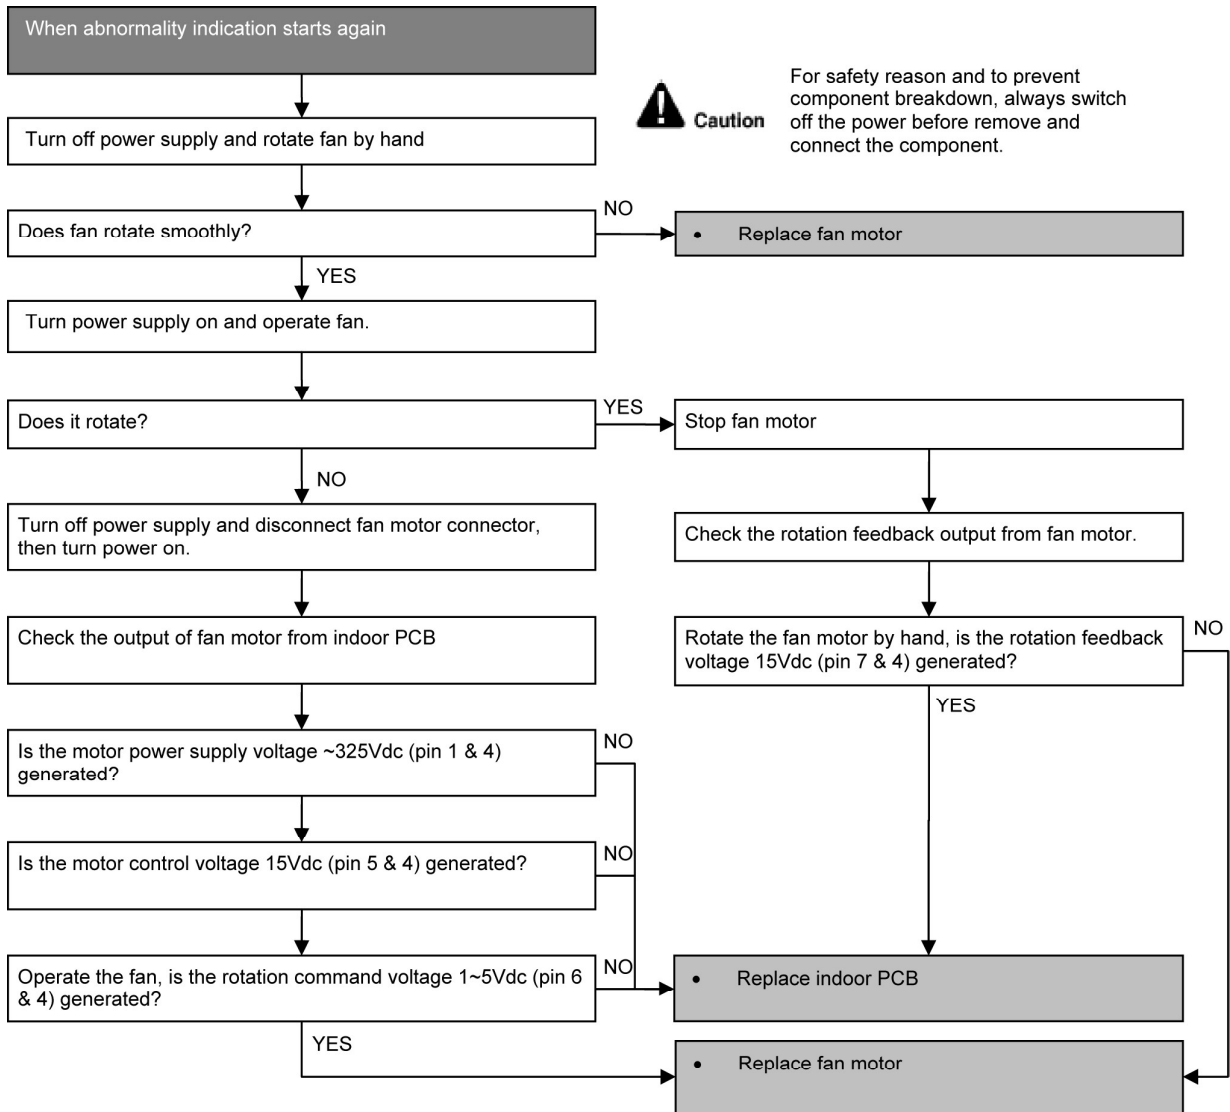 When abnormality indication starts again
For safety reason and to prevent
component breakdown, always switch
off the power before remove and
connect the component.
Caution
Turn off power supply and rotate fan by hand
Does fan rotate smoothly?
NO
• Replace fan motor
YES
Turn power supply on and operate fan.
Does it rotate?
YES
Stop fan motor
NO
Turn off power supply and disconnect fan motor connector,
then turn power on.
Check the rotation feedback output from fan motor.
Check the output of fan motor from indoor PCB
Rotate the fan motor by hand, is the rotation feedback
voltage 15Vdc (pin 7 & 4) generated?
NO
YES
Is the motor power supply voltage ~325Vdc (pin 1 & 4)
generated?
NO
Is the motor control voltage 15Vdc (pin 5 & 4) generated?
NO
Operate the fan, is the rotation command voltage 1~5Vdc (pin 6
& 4) generated?
NO
• Replace indoor PCB
YES
• Replace fan motor